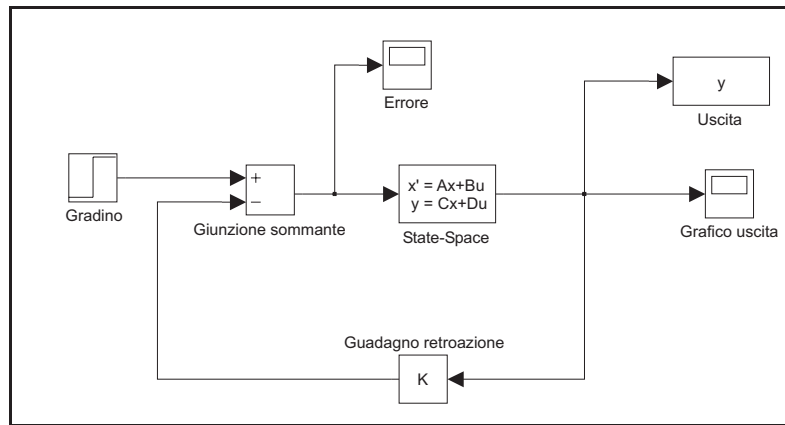 Errore
y
Uscita
Gradino
+
−
Giunzione sommante
x' = Ax+Bu
y = Cx+Du
State-Space
Grafico uscita
Guadagno retroazione
K